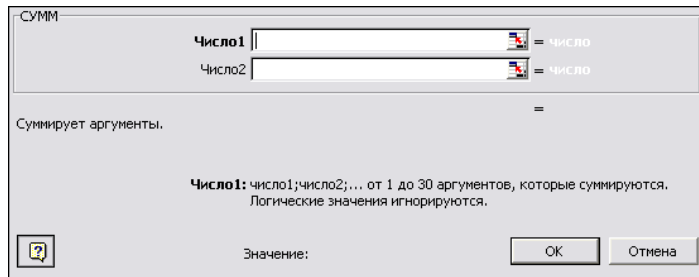 СУММ
Число1 = число
Число2 = число
=
Суммирует аргументы.
Число1: число1;число2;... от 1 до 30 аргументов, которые суммируются.
Логические значения игнорируются.
? Значение: OK Отмена